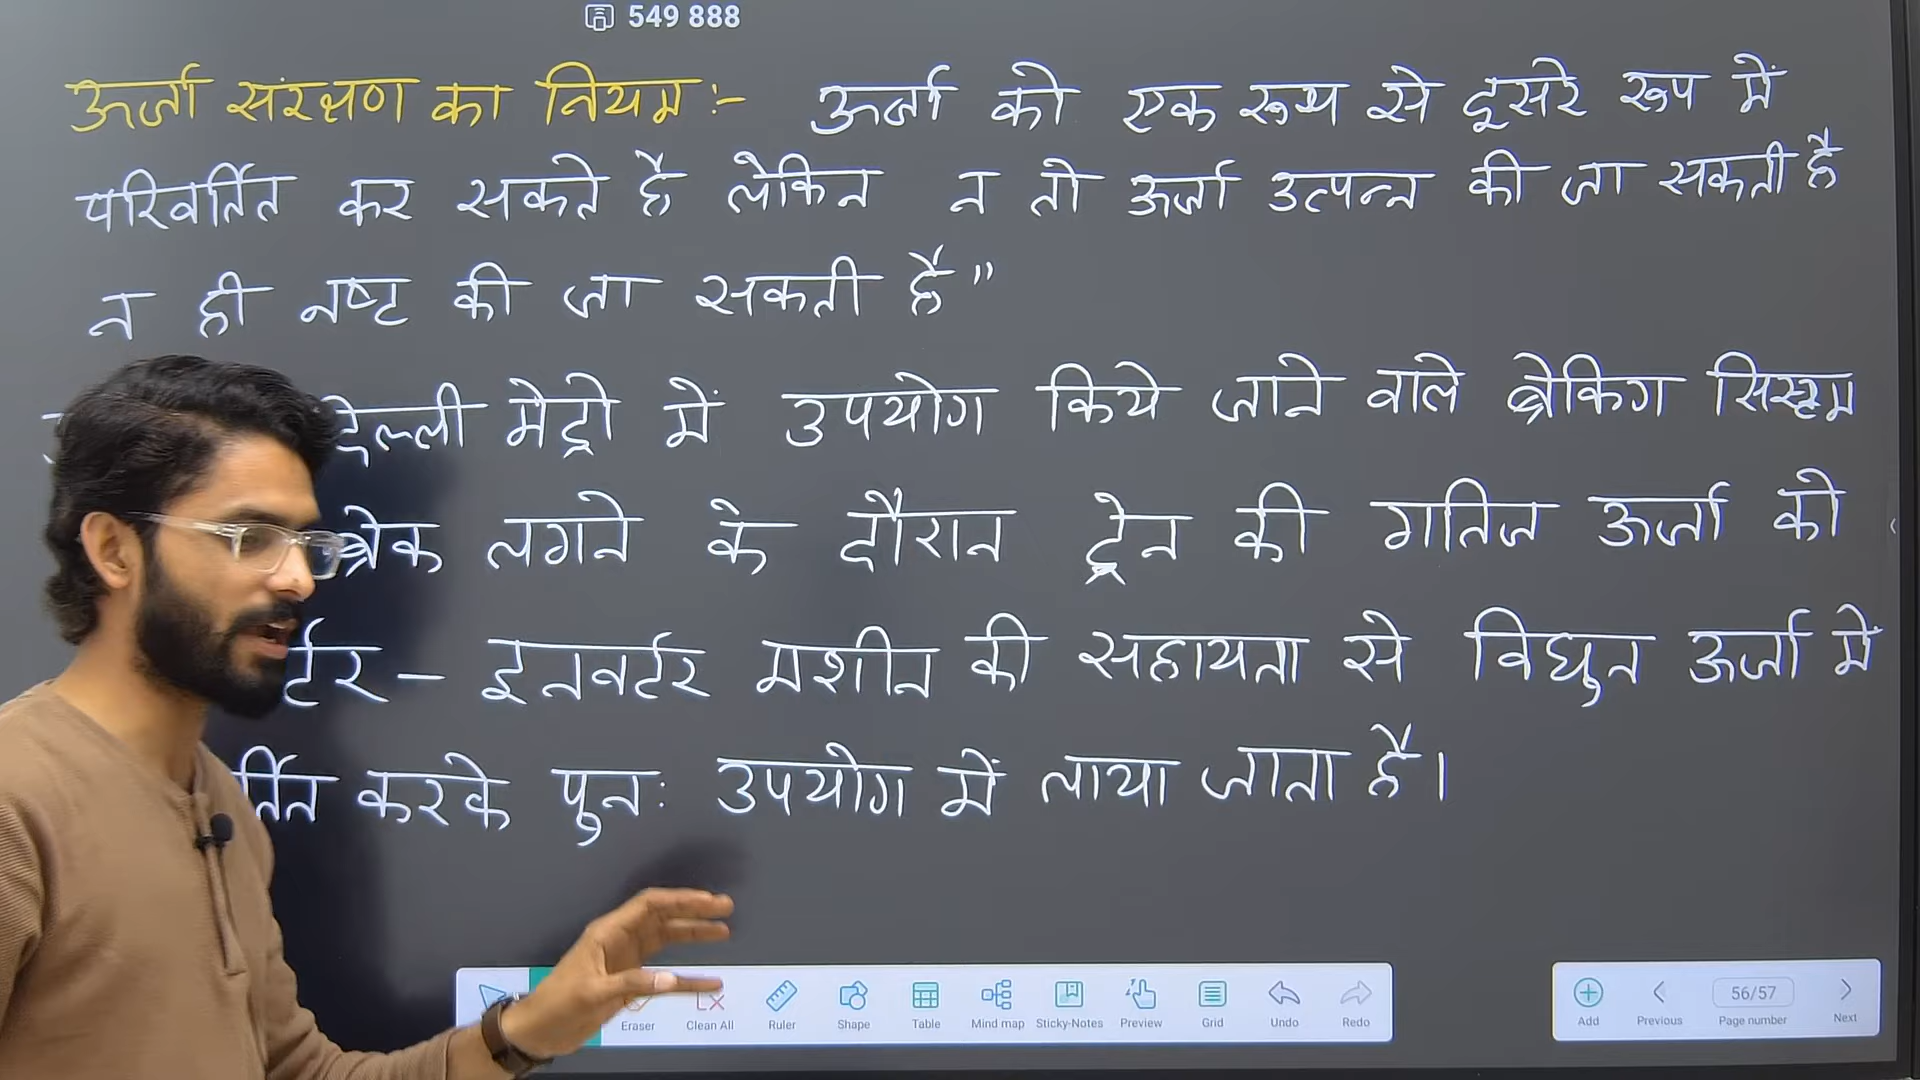 549 888
ऊर्जा संरक्षण का नियम :- ऊर्जा को एक रूप से दूसरे रूप में
परिवर्तित कर सकते है लेकिन न तो ऊर्जा उत्पन्न की जा सकती है
न ही नष्ट की जा सकती है"
दिल्ली मेट्रो में उपयोग किये जाने वाले ब्रेकिंग सिस्टम
ब्रेक लगने के दौरान ट्रेन की गतिज ऊर्जा को
र्टर - इनवर्टर मशीन की सहायता से विधुत ऊर्जा में
र्तित करके पुनः उपयोग में लाया जाता है।
Eraser Clean All Ruler Shape Table Mind map Sticky-Notes Preview Grid Undo Redo
56/57
Add Previous Page number Next